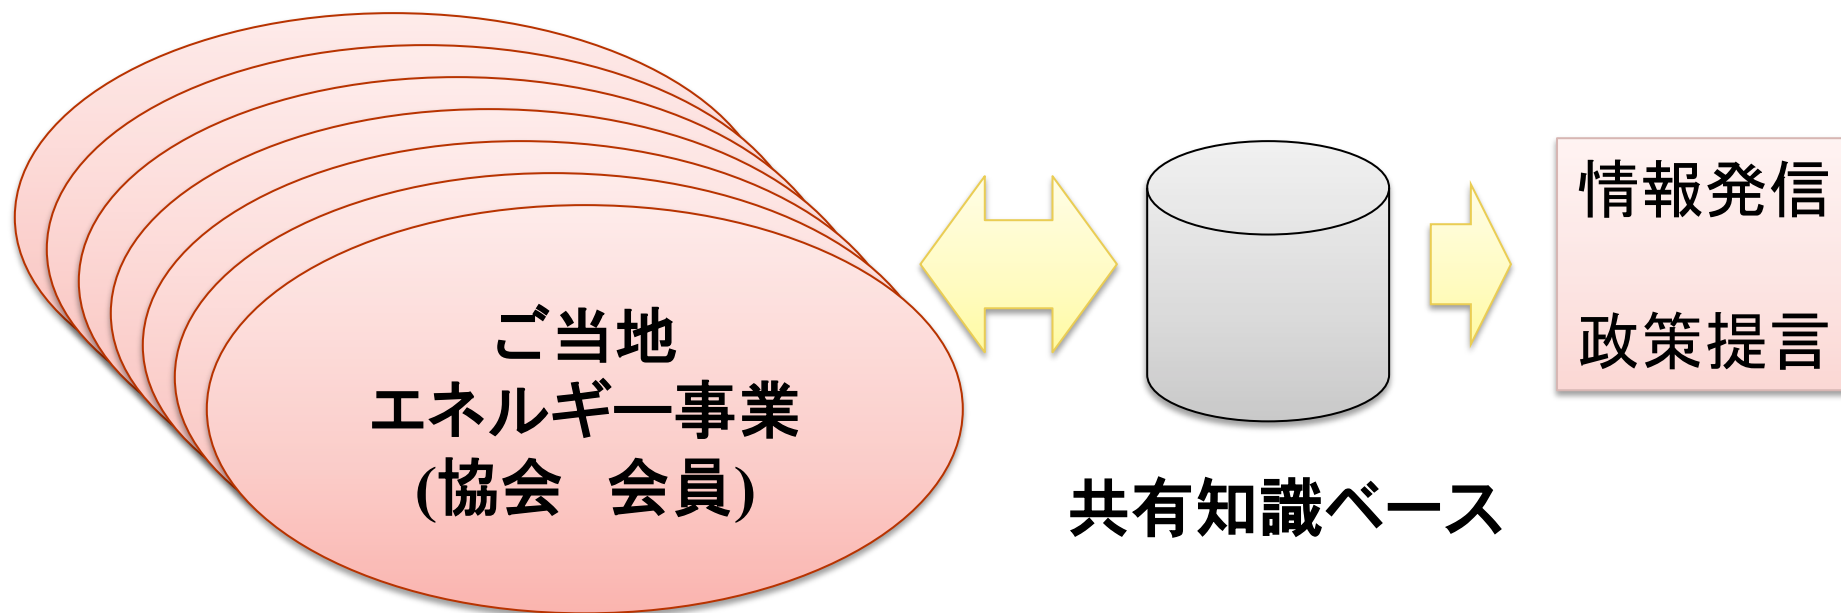 ご当地
エネルギー事業
(協会　会員)
共有知識ベース
情報発信
政策提言